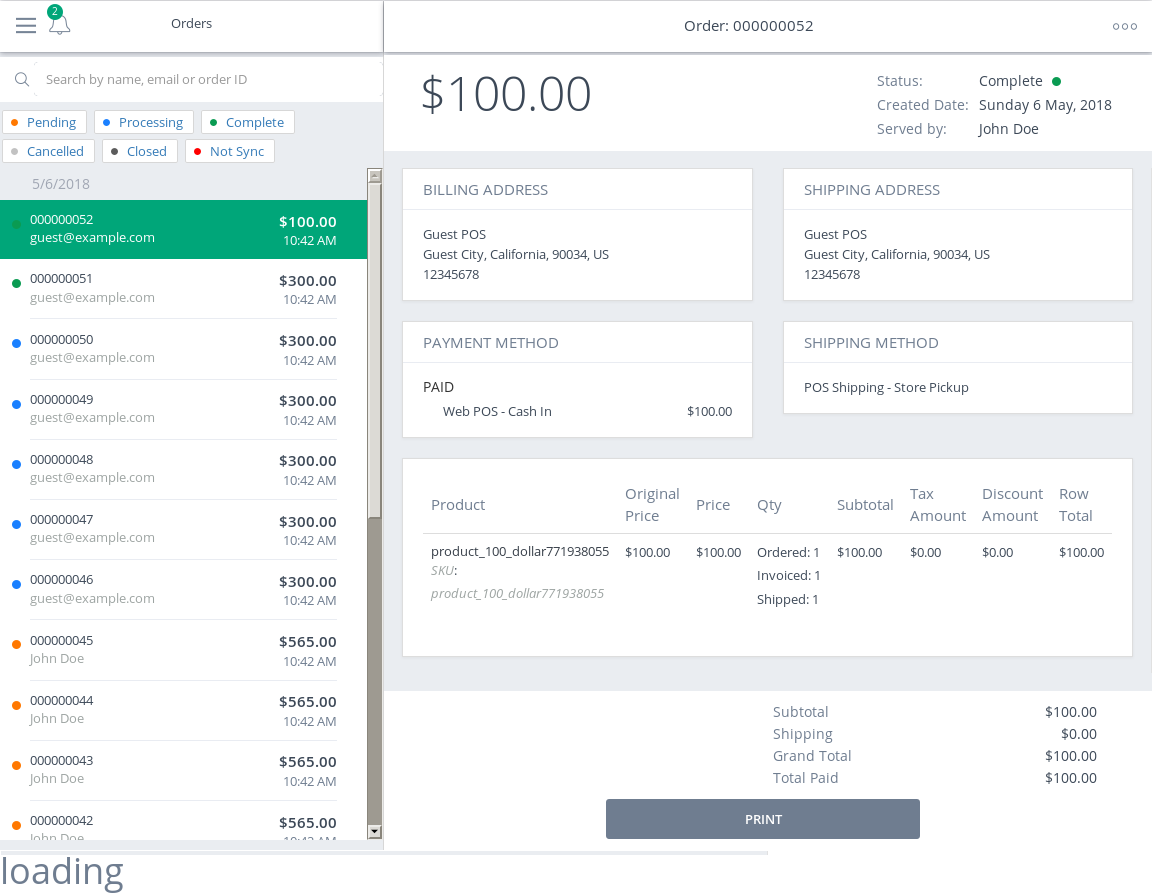 2
Orders
Order: 000000052
Search by name, email or order ID
Pending
Processing
Complete
Cancelled
Closed
Not Sync
5/6/2018
000000052 $100.00
guest@example.com 10:42 AM
000000051 $300.00
guest@example.com 10:42 AM
000000050 $300.00
guest@example.com 10:42 AM
000000049 $300.00
guest@example.com 10:42 AM
000000048 $300.00
guest@example.com 10:42 AM
000000047 $300.00
guest@example.com 10:42 AM
000000046 $300.00
guest@example.com 10:42 AM
000000045 $565.00
John Doe 10:42 AM
000000044 $565.00
John Doe 10:42 AM
000000043 $565.00
John Doe 10:42 AM
000000042 $565.00
John Doe 10:42 AM
$100.00
Status: Complete
Created Date: Sunday 6 May, 2018
Served by: John Doe
BILLING ADDRESS
Guest POS
Guest City, California, 90034, US
12345678
SHIPPING ADDRESS
Guest POS
Guest City, California, 90034, US
12345678
PAYMENT METHOD
PAID
Web POS - Cash In $100.00
SHIPPING METHOD
POS Shipping - Store Pickup
Product Original Price Price Qty Subtotal Tax Amount Discount Amount Row Total
product_100_dollar771938055 $100.00 $100.00 Ordered: 1 $100.00 $0.00 $0.00 $100.00
SKU:
Invoiced: 1
product_100_dollar771938055
Shipped: 1
Subtotal $100.00
Shipping $0.00
Grand Total $100.00
Total Paid $100.00
PRINT
loading